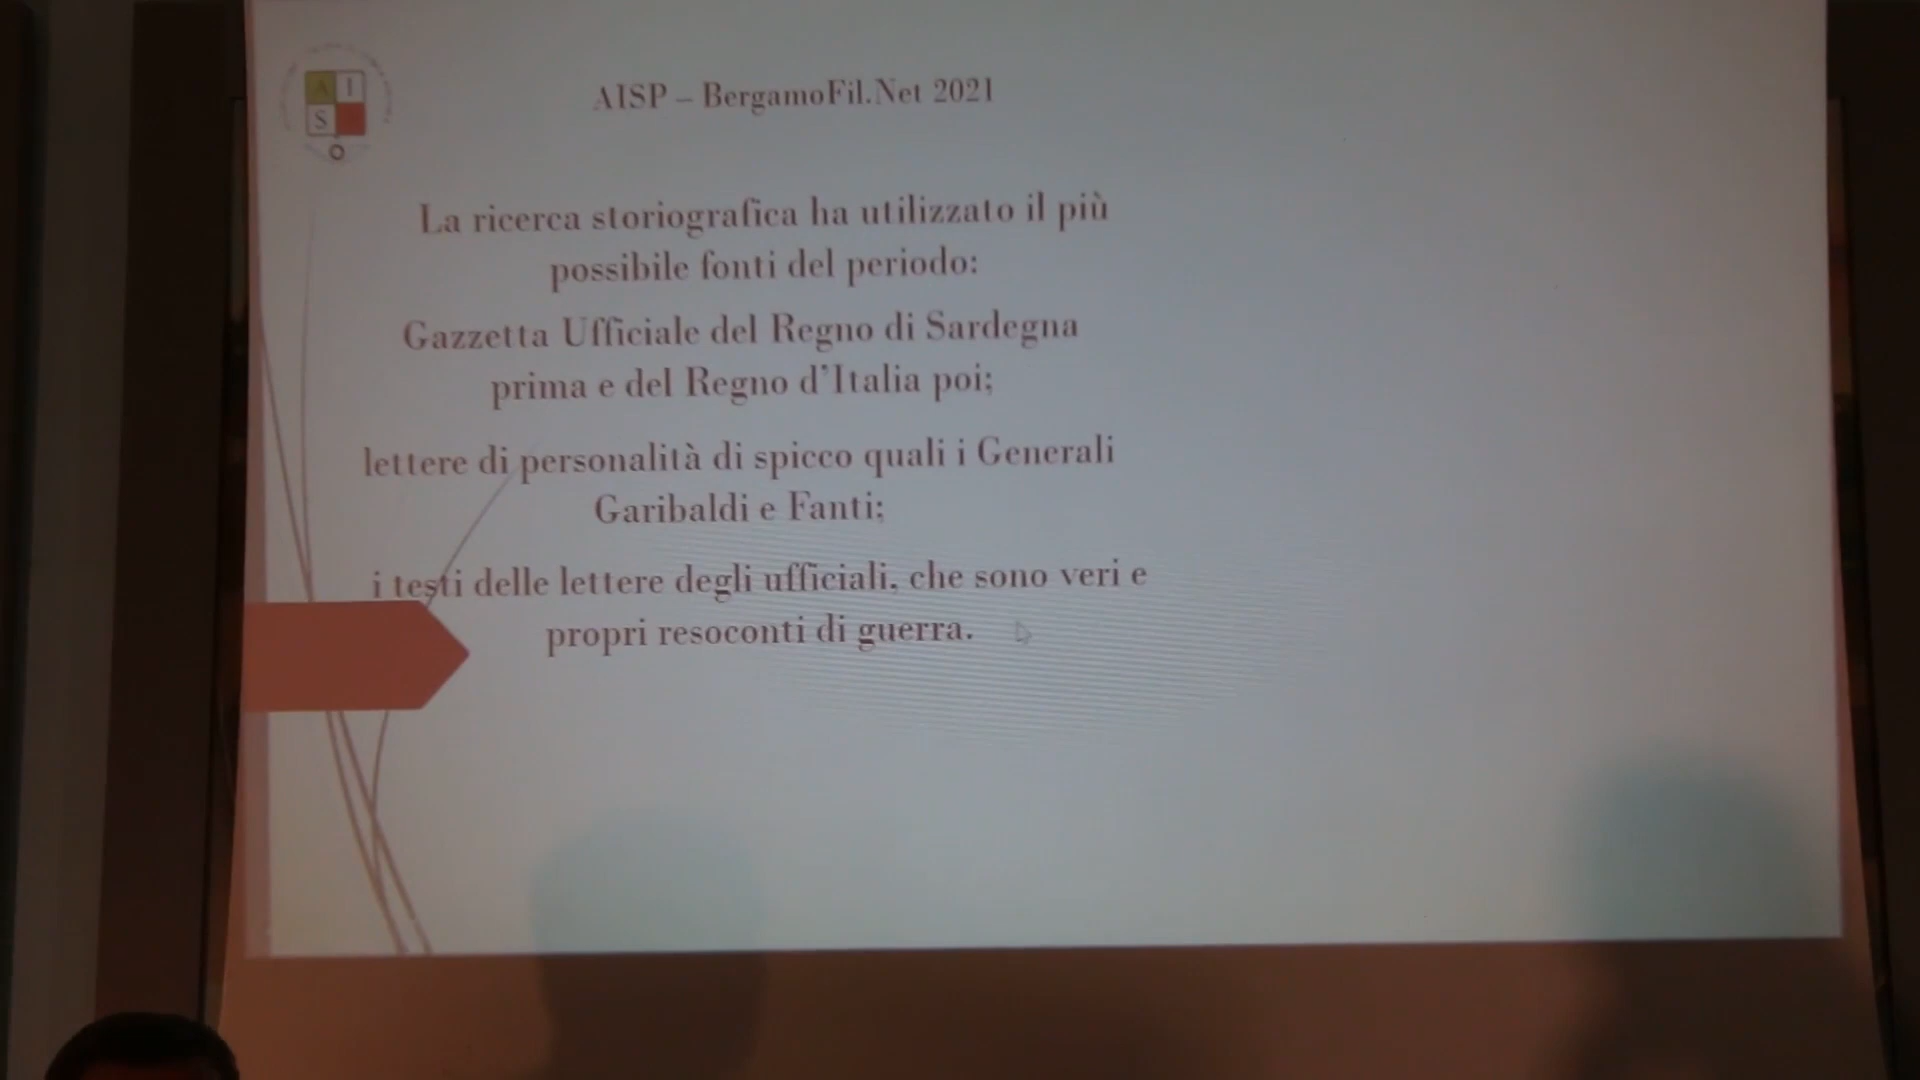 A I
S
AISP – BergamoFil.Net 2021
La ricerca storiografica ha utilizzato il più
possibile fonti del periodo:
Gazzetta Ufficiale del Regno di Sardegna
prima e del Regno d'Italia poi;
lettere di personalità di spicco quali i Generali
Garibaldi e Fanti;
i testi delle lettere degli ufficiali, che sono veri e
propri resoconti di guerra.